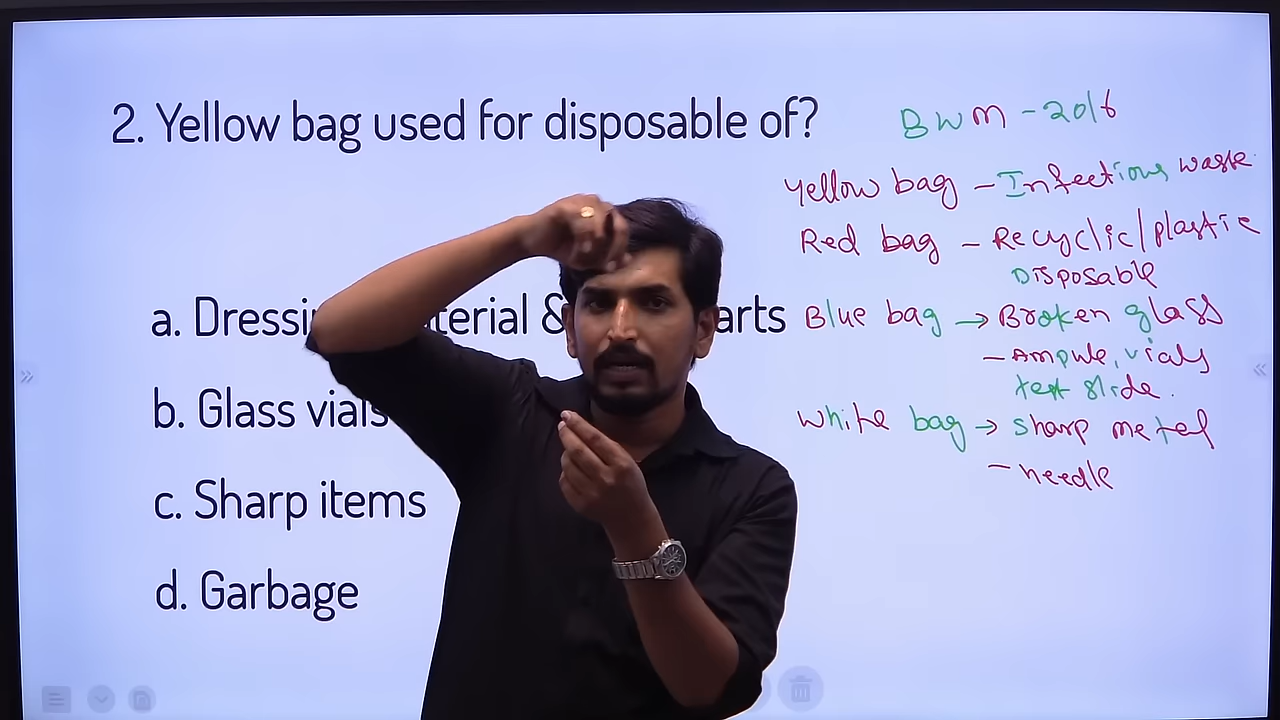 2. Yellow bag used for disposable of?
a. Dressi terial & arts
b. Glass vials
c. Sharp items
d. Garbage
BWM - 2016
Yellow bag - Infectious waste.
Red bag - Recyclic/plastic
Disposable
Blue bag → Broken glass
- Ampule, vials
test slide.
White bag → sharp metal
- needle